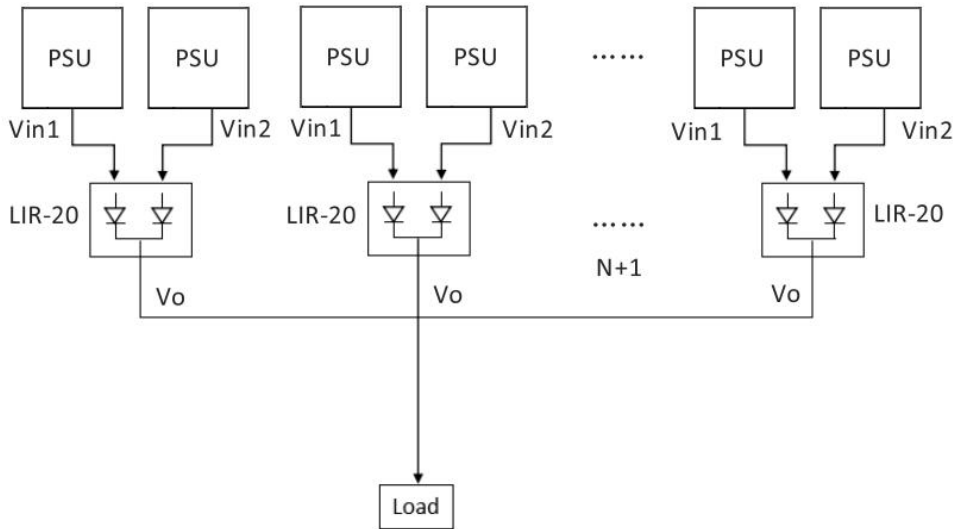 PSU PSU PSU PSU …… PSU PSU
Vin1 Vin2 Vin1 Vin2 Vin1 Vin2
LIR-20 LIR-20 …… LIR-20
N+1
Vo Vo Vo
Load